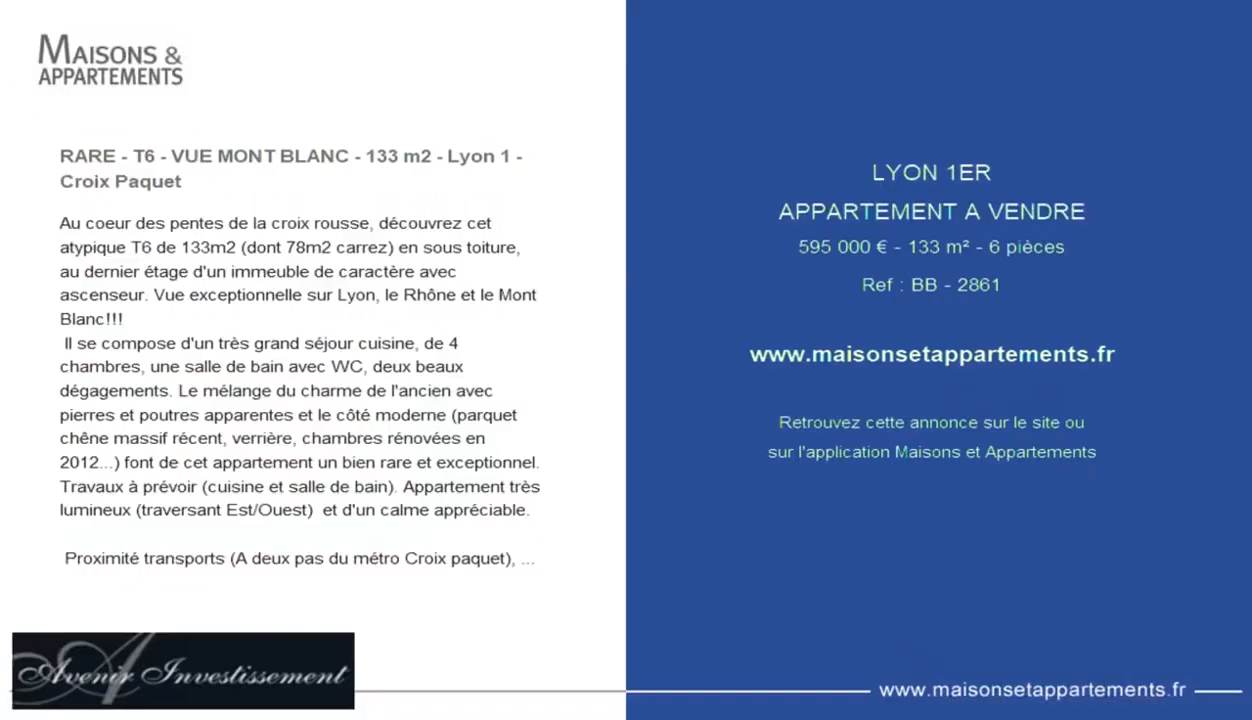 MAISONS &
APPARTEMENTS
RARE - T6 - VUE MONT BLANC - 133 m2 - Lyon 1 -
Croix Paquet
Au coeur des pentes de la croix rousse, découvrez cet
atypique T6 de 133m2 (dont 78m2 carrez) en sous toiture,
au dernier étage d'un immeuble de caractère avec
ascenseur. Vue exceptionnelle sur Lyon, le Rhône et le Mont
Blanc!!!
Il se compose d'un très grand séjour cuisine, de 4
chambres, une salle de bain avec WC, deux beaux
dégagements. Le mélange du charme de l'ancien avec
pierres et poutres apparentes et le côté moderne (parquet
chêne massif récent, verrière, chambres rénovées en
2012...) font de cet appartement un bien rare et exceptionnel.
Travaux à prévoir (cuisine et salle de bain). Appartement très
lumineux (traversant Est/Ouest) et d'un calme appréciable.
Proximité transports (A deux pas du métro Croix paquet), ...
Avenir Investissement
LYON 1ER
APPARTEMENT A VENDRE
595 000 € - 133 m² - 6 pièces
Ref : BB - 2861
www.maisonsetappartements.fr
Retrouvez cette annonce sur le site ou
sur l'application Maisons et Appartements
www.maisonsetappartements.fr